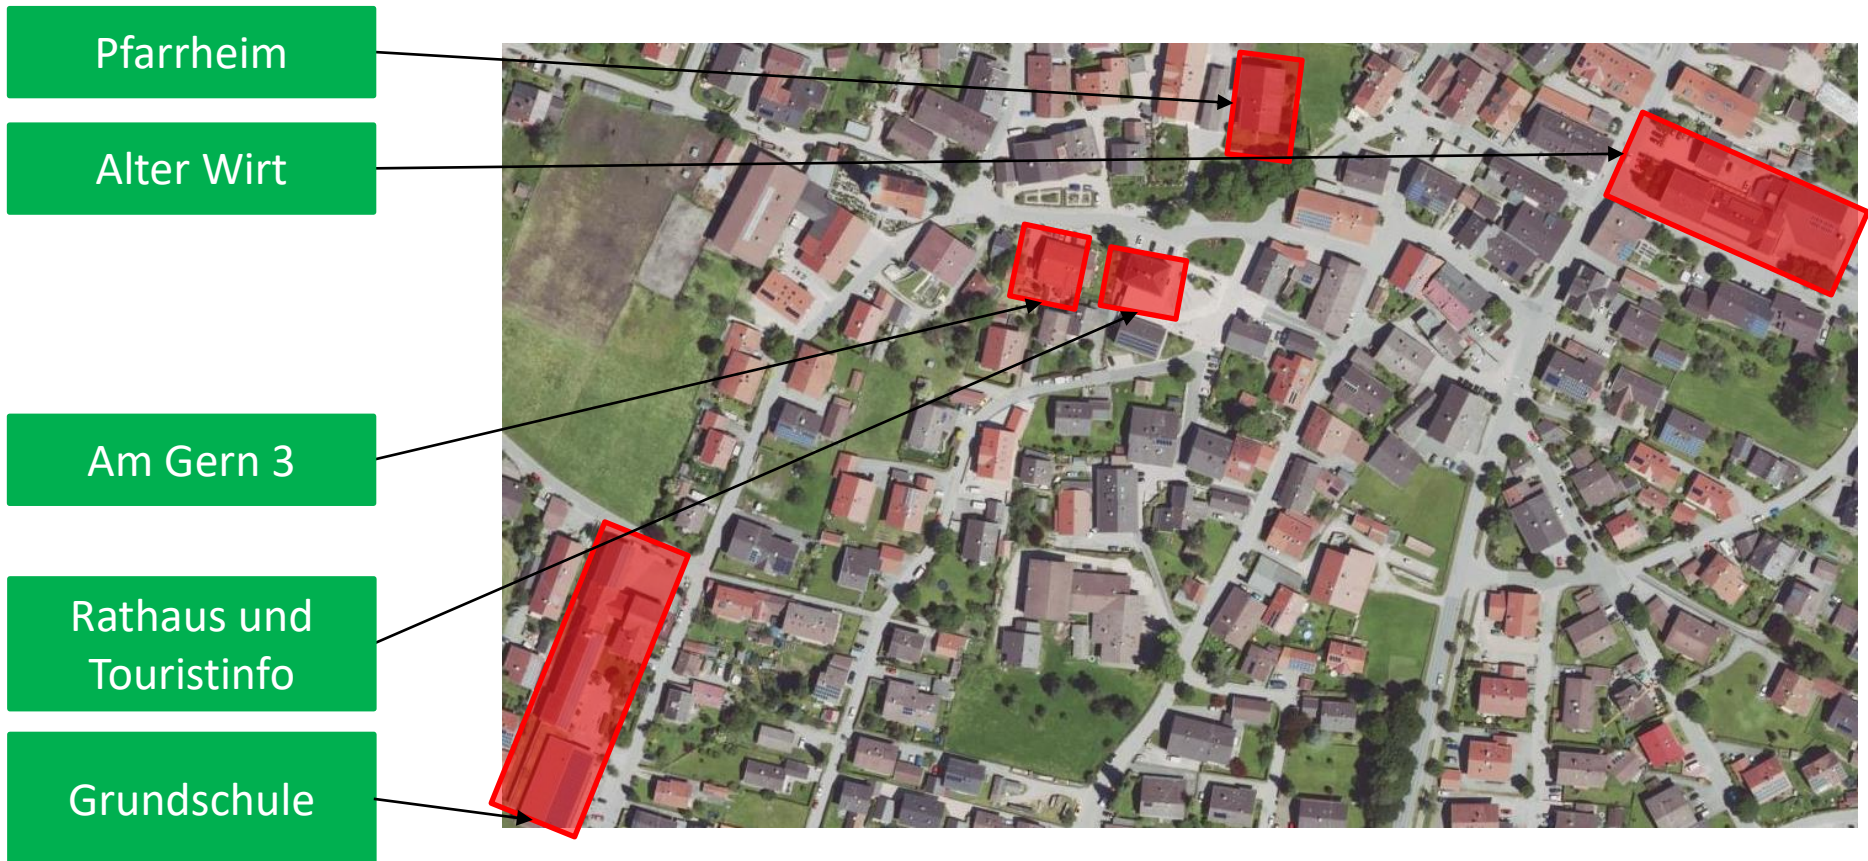 Pfarrheim
Alter Wirt
Am Gern 3
Rathaus und
Touristinfo
Grundschule